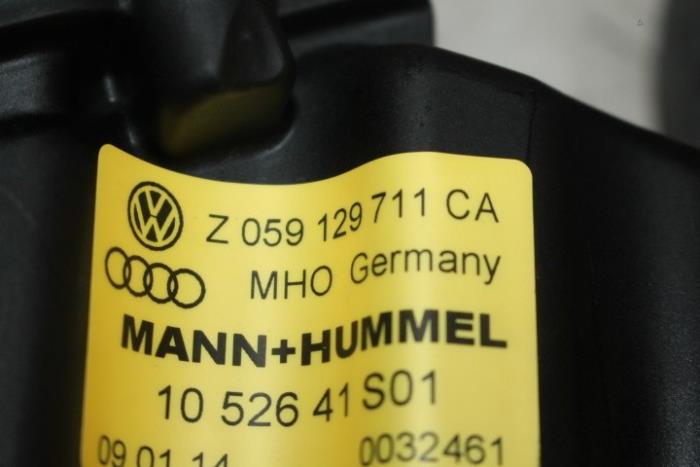 Z 059 129 711 CA
MHO Germany
MANN+HUMMEL
10 526 41 S01
09.01.14 0032461